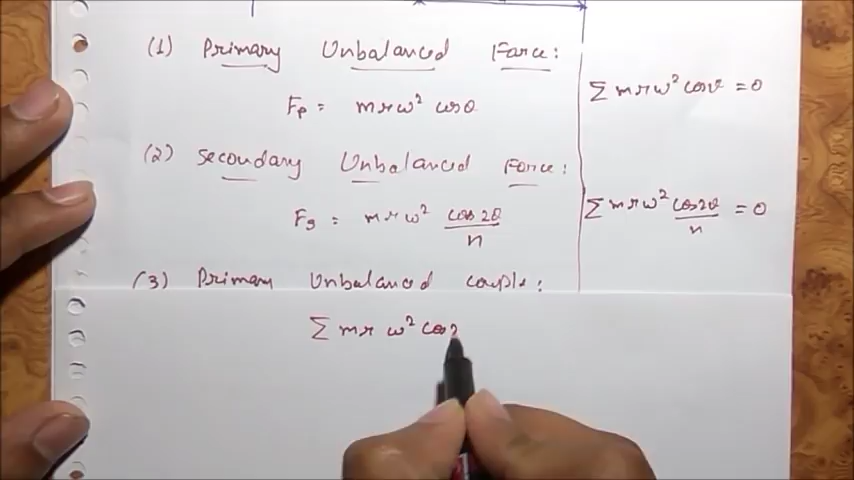 (1) Primary Unbalanced Force:
Fp = mrω² cosθ
Σ mrω² cosθ = 0
(2) Secondary Unbalanced Force:
Fs = mrω² cos2θ/n
Σ mrω² cos2θ/n = 0
(3) Primary Unbalanced couple:
Σ mr ω² cos